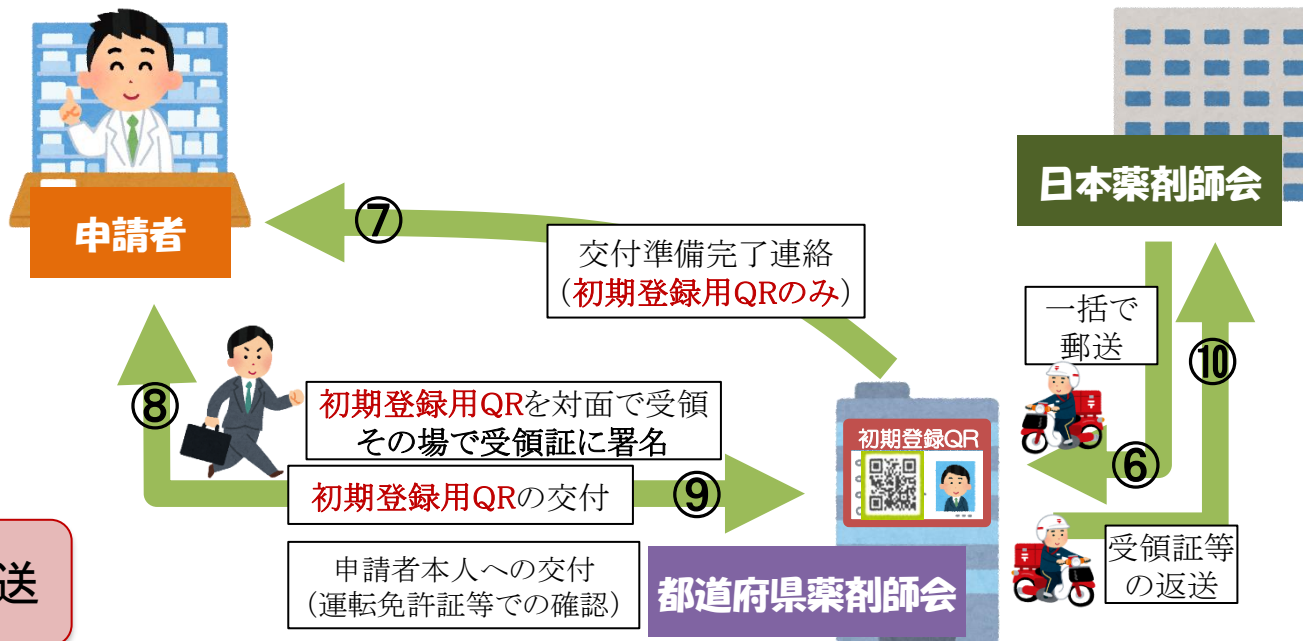 日本薬剤師会
申請者
⑦
交付準備完了連絡
（初期登録用QRのみ）
一括で
郵送
⑩
⑧
初期登録用QRを対面で受領
その場で受領証に署名
初期登録QR
⑥
初期登録用QRの交付
⑨
申請者本人への交付
（運転免許証等での確認）
都道府県薬剤師会
受領証等
の返送
送